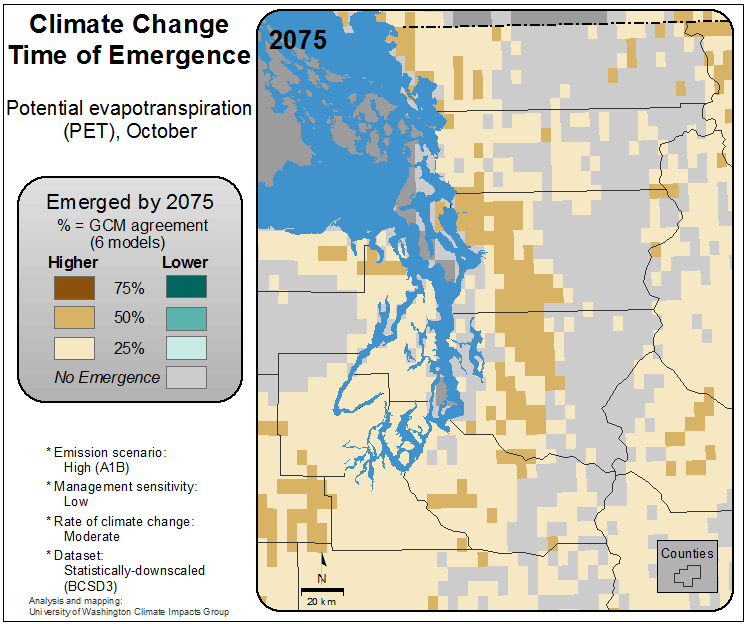 Climate Change
Time of Emergence
Potential evapotranspiration
(PET), October
Emerged by 2075
% = GCM agreement
(6 models)
Higher Lower
75%
50%
25%
No Emergence
* Emission scenario:
High (A1B)
* Management sensitivity:
Low
* Rate of climate change:
Moderate
* Dataset:
Statistically-downscaled
(BCSD3)
Analysis and mapping:
University of Washington Climate Impacts Group
2075
N
20 km
Counties